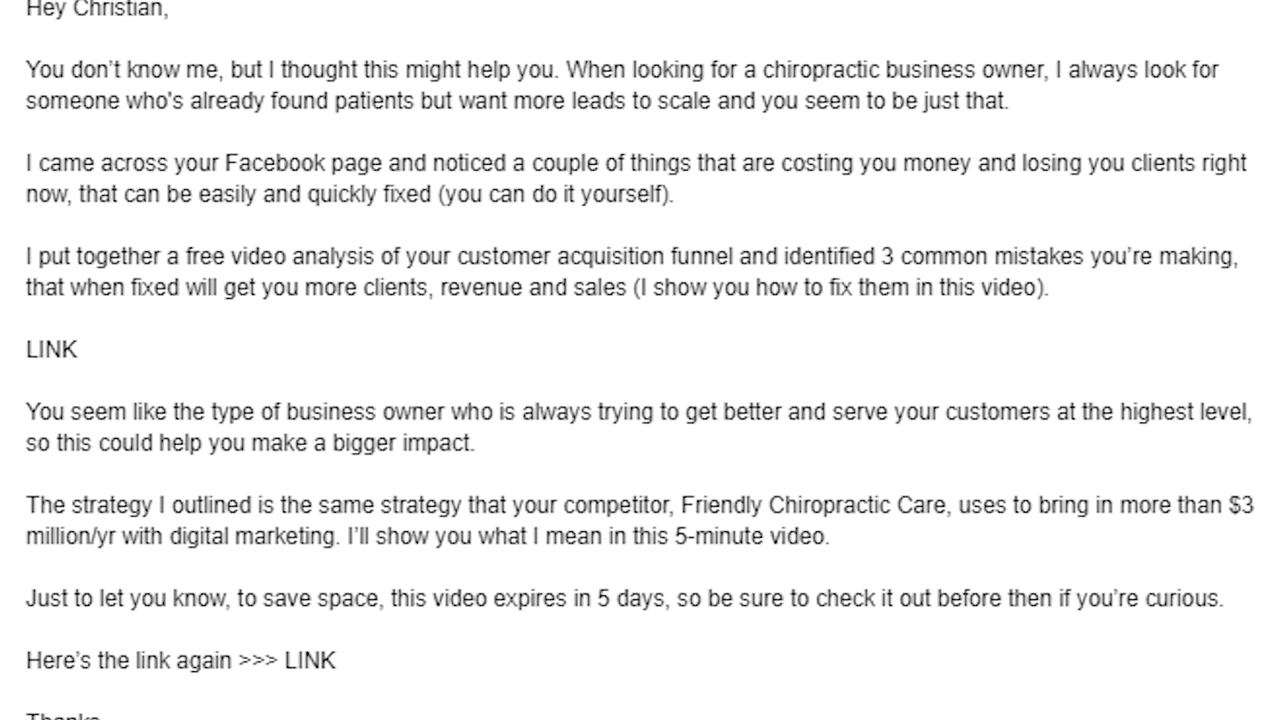 Hey Christian,
You don't know me, but I thought this might help you. When looking for a chiropractic business owner, I always look for
someone who's already found patients but want more leads to scale and you seem to be just that.
I came across your Facebook page and noticed a couple of things that are costing you money and losing you clients right
now, that can be easily and quickly fixed (you can do it yourself).
I put together a free video analysis of your customer acquisition funnel and identified 3 common mistakes you're making,
that when fixed will get you more clients, revenue and sales (I show you how to fix them in this video).
LINK
You seem like the type of business owner who is always trying to get better and serve your customers at the highest level,
so this could help you make a bigger impact.
The strategy I outlined is the same strategy that your competitor, Friendly Chiropractic Care, uses to bring in more than $3
million/yr with digital marketing. I'll show you what I mean in this 5-minute video.
Just to let you know, to save space, this video expires in 5 days, so be sure to check it out before then if you're curious.
Here's the link again >>> LINK
Thanks